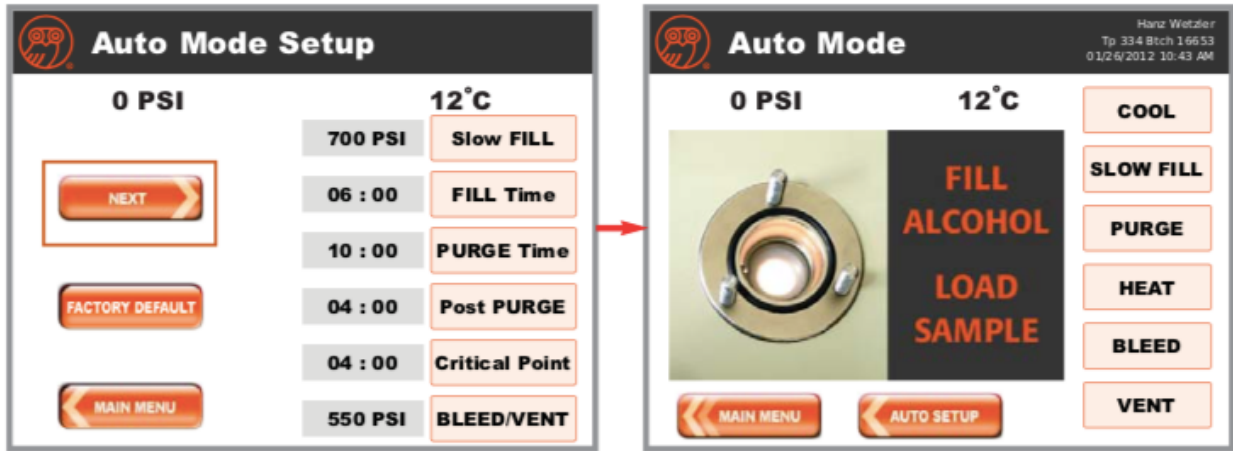 Auto Mode Setup
0 PSI 12°C
700 PSI Slow FILL
NEXT 06 : 00 FILL Time
10 : 00 PURGE Time
FACTORY DEFAULT 04 : 00 Post PURGE
04 : 00 Critical Point
MAIN MENU 550 PSI BLEED/VENT
Auto Mode
Hanz Wetzler
Tp 334 Btch 16653
01/26/2012 10:43 AM
0 PSI 12°C
FILL
ALCOHOL
LOAD
SAMPLE
COOL
SLOW FILL
PURGE
HEAT
BLEED
VENT
MAIN MENU AUTO SETUP